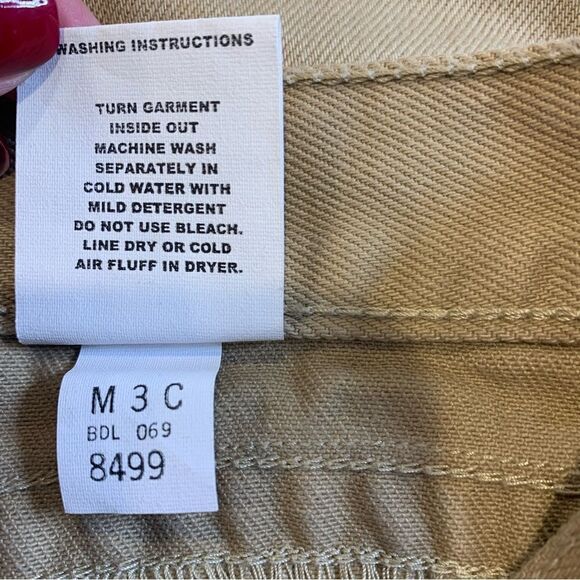 WASHING INSTRUCTIONS
TURN GARMENT
INSIDE OUT
MACHINE WASH
SEPARATELY IN
COLD WATER WITH
MILD DETERGENT
DO NOT USE BLEACH.
LINE DRY OR COLD
AIR FLUFF IN DRYER.
M 3 C
BDL 069
8499